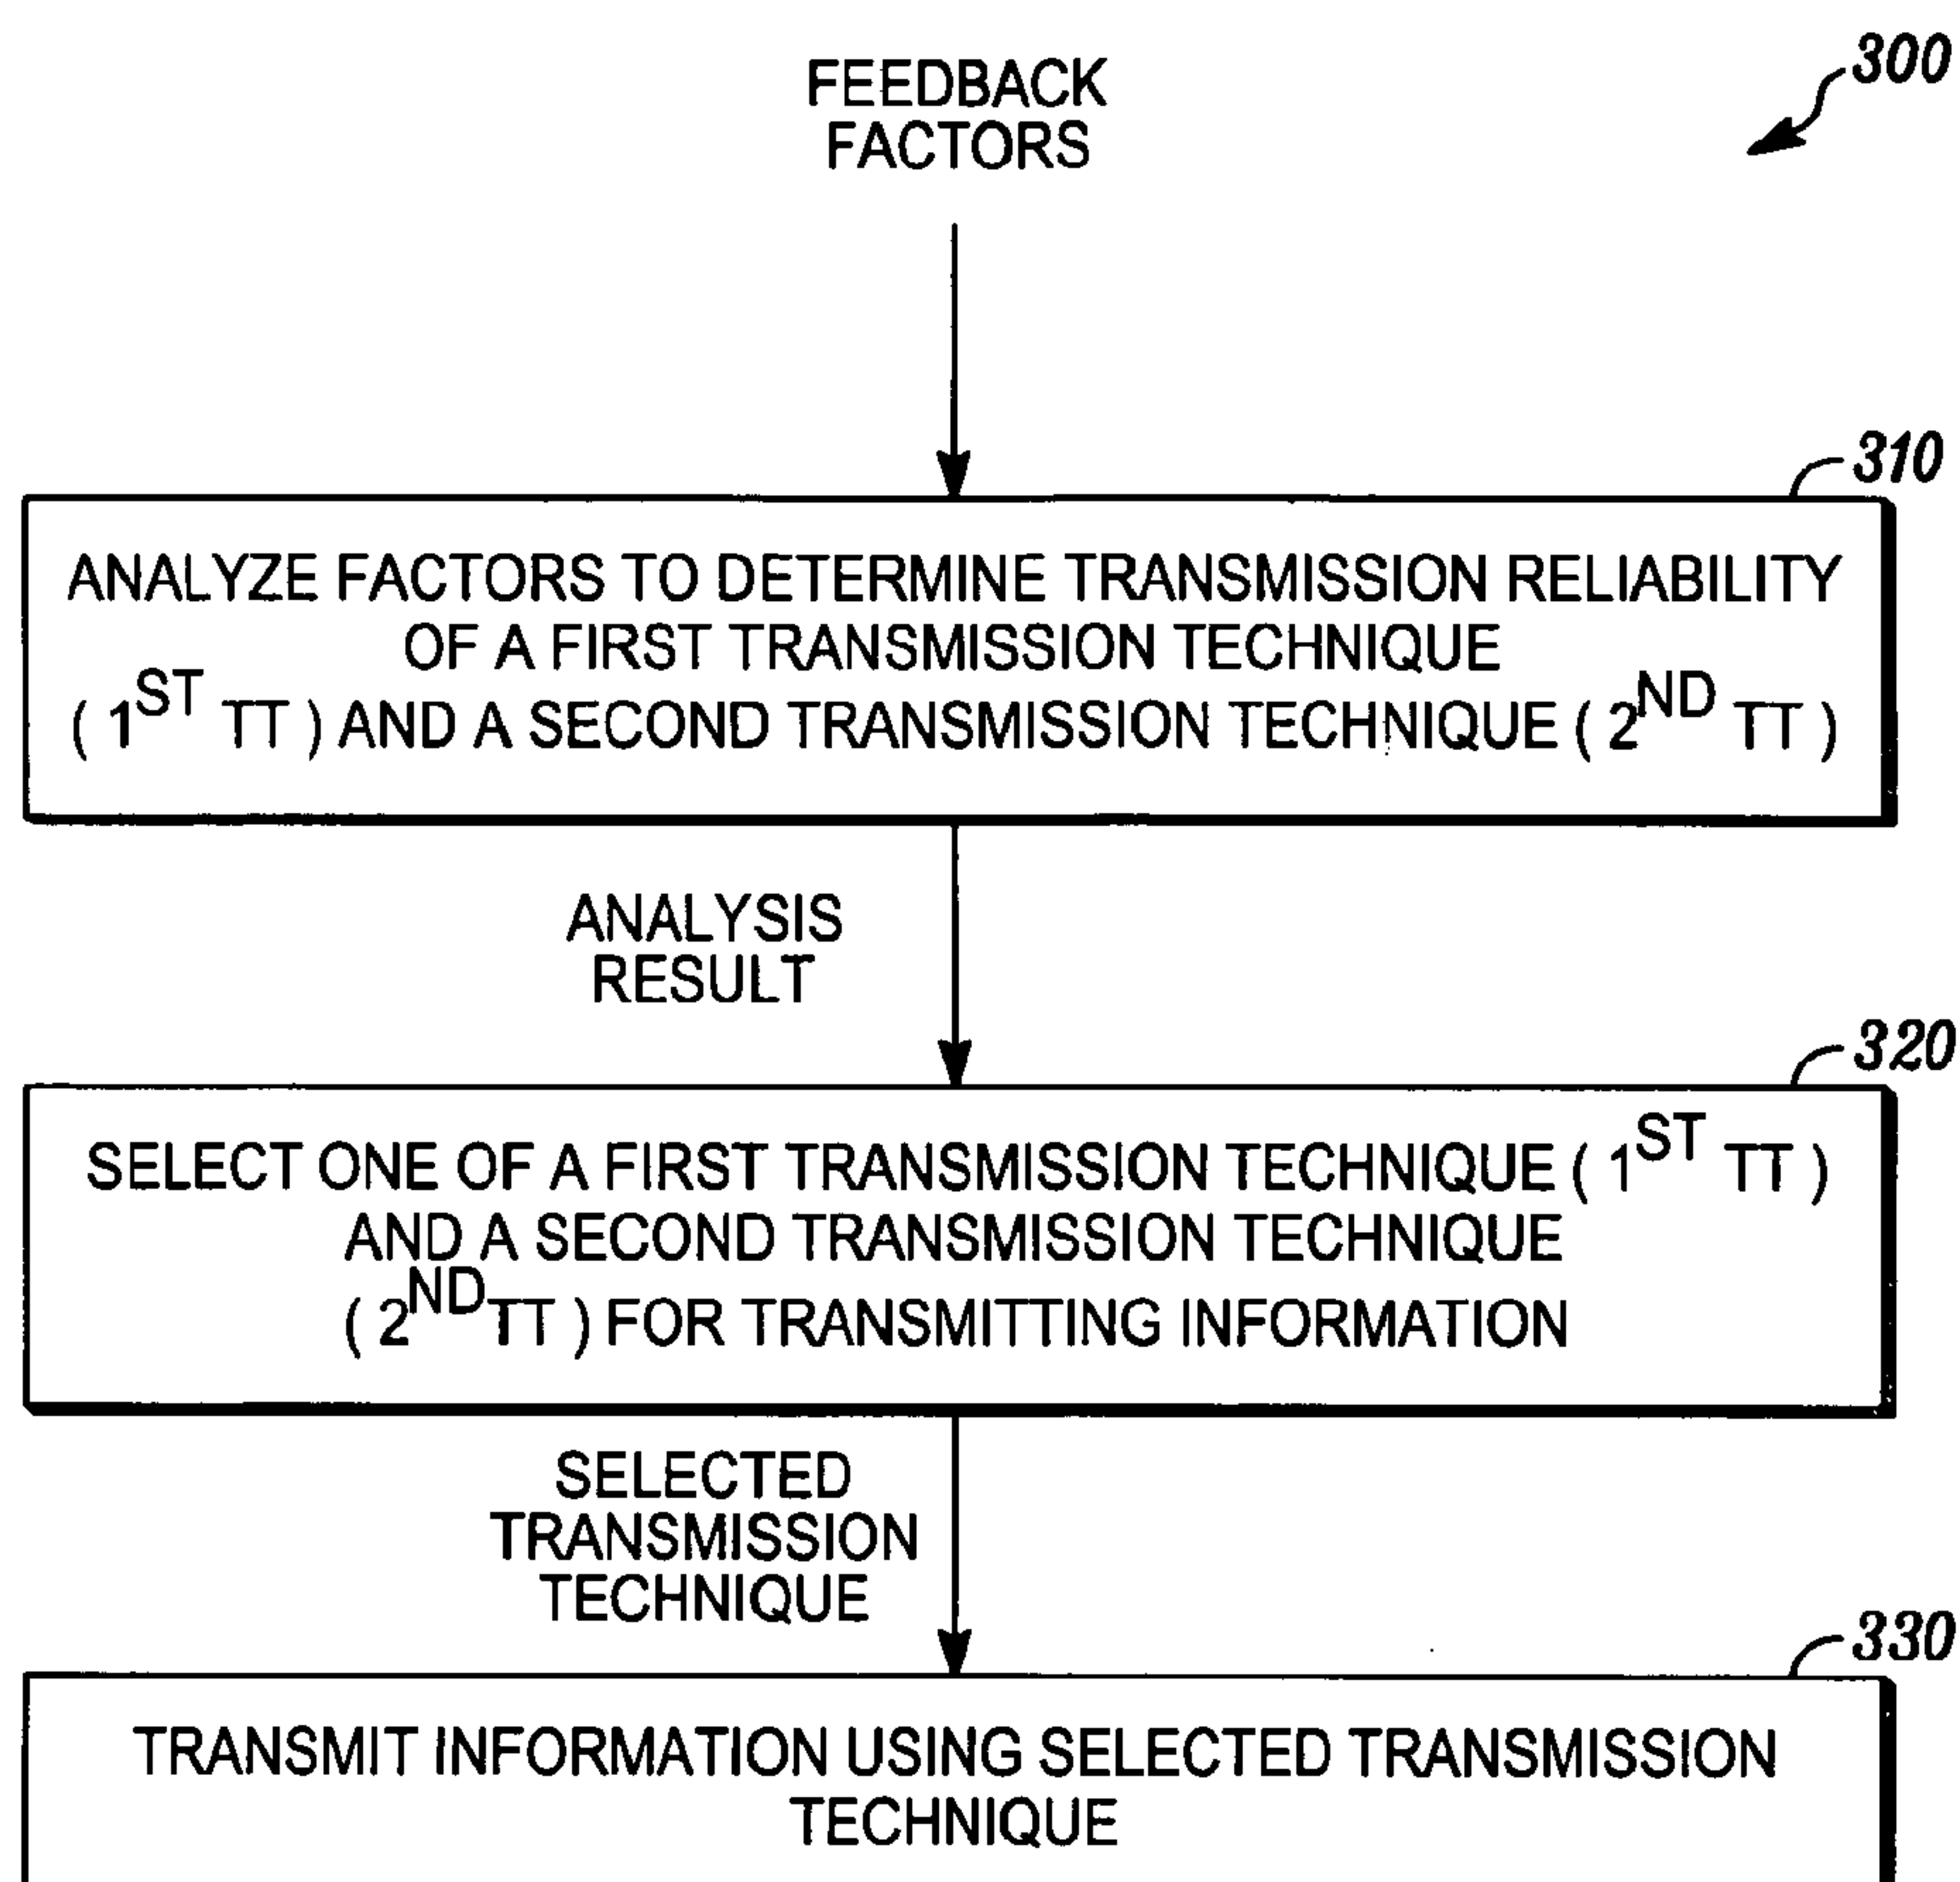 FEEDBACK
FACTORS
300
310
ANALYZE FACTORS TO DETERMINE TRANSMISSION RELIABILITY
OF A FIRST TRANSMISSION TECHNIQUE
( 1ST TT ) AND A SECOND TRANSMISSION TECHNIQUE ( 2ND TT )
ANALYSIS
RESULT
320
SELECT ONE OF A FIRST TRANSMISSION TECHNIQUE ( 1ST TT )
AND A SECOND TRANSMISSION TECHNIQUE
( 2ND TT ) FOR TRANSMITTING INFORMATION
SELECTED
TRANSMISSION
TECHNIQUE
330
TRANSMIT INFORMATION USING SELECTED TRANSMISSION
TECHNIQUE